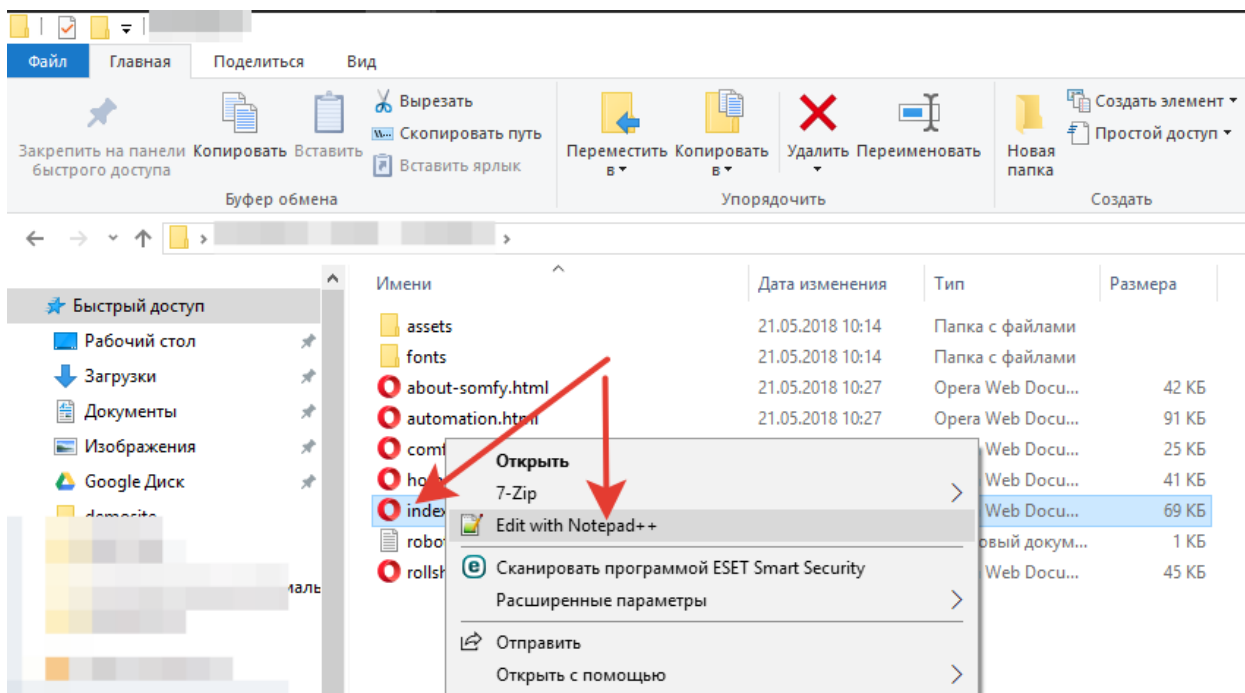 Файл Главная Поделиться Вид
Закрепить на панели быстрого доступа
Копировать
Вставить
Вырезать
Скопировать путь
Вставить ярлык
Буфер обмена
Переместить в
Копировать в
Удалить
Переименовать
Упорядочить
Новая папка
Создать элемент
Простой доступ
Создать
Имени Дата изменения Тип Размера
Быстрый доступ
Рабочий стол
Загрузки
Документы
Изображения
Google Диск
demosite
assets 21.05.2018 10:14 Папка с файлами
fonts 21.05.2018 10:14 Папка с файлами
about-somfy.html 21.05.2018 10:27 Opera Web Docu... 42 КБ
automation.html 21.05.2018 10:27 Opera Web Docu... 91 КБ
Web Docu... 25 КБ
Web Docu... 41 КБ
index Web Docu... 69 КБ
1 КБ
Web Docu... 45 КБ
Открыть
7-Zip
Edit with Notepad++
Сканировать программой ESET Smart Security
Расширенные параметры
Отправить
Открыть с помощью